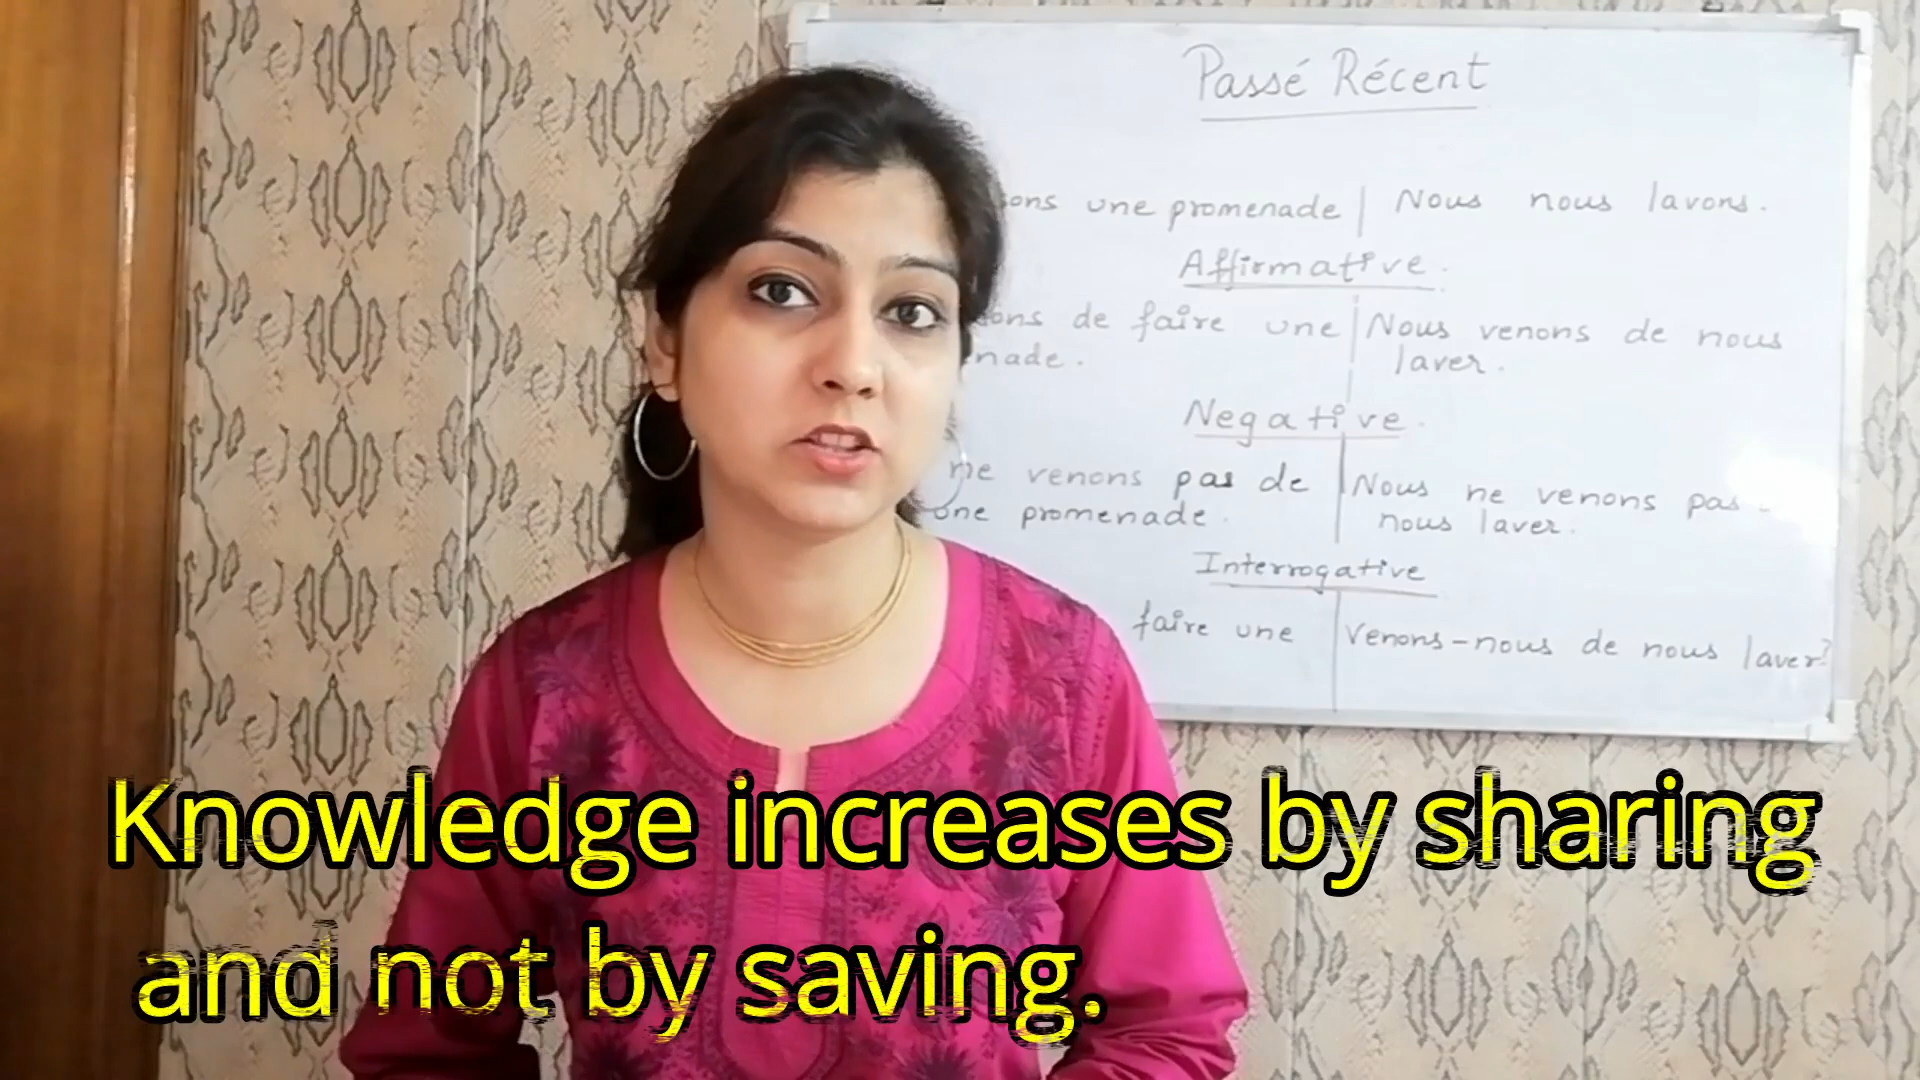 Passé Récent
une promenade | Nous nous lavons.
Affirmative.
de faire une | Nous venons de nous
laver.
Negative.
ne venons pas de | Nous ne venons pas
promenade. nous laver.
Interrogative
faire une | Venons-nous de nous laver?
Knowledge increases by sharing
and not by saving.